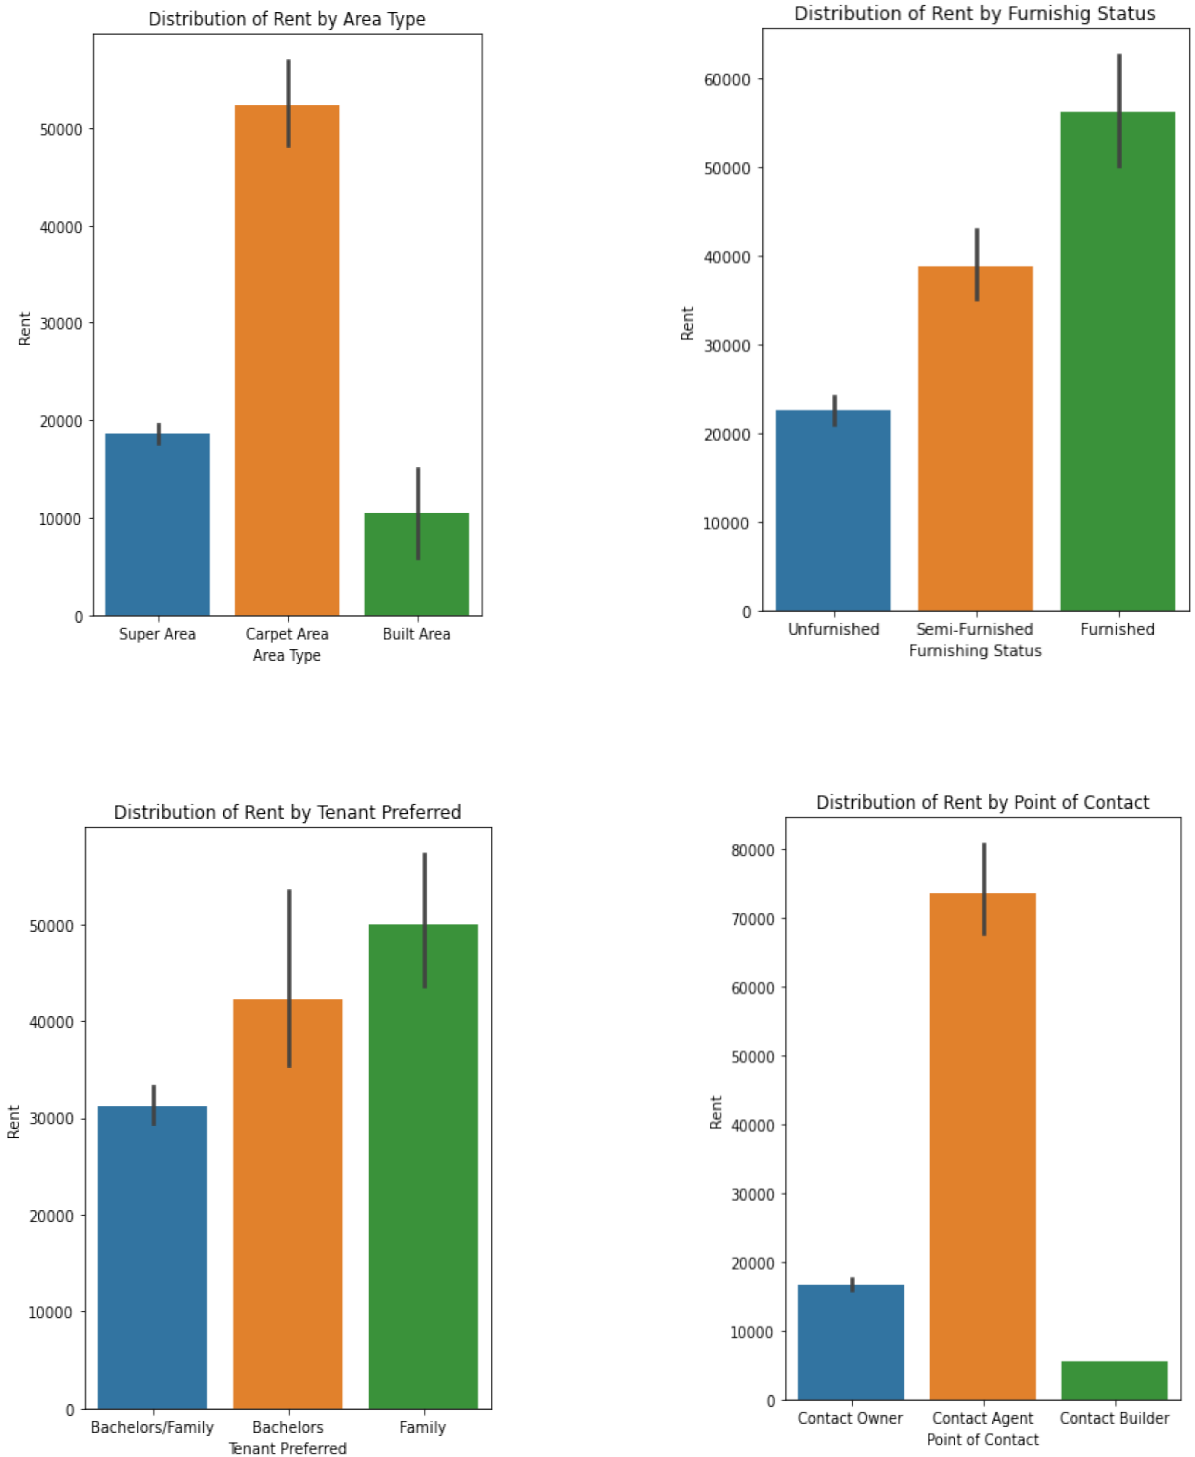 Distribution of Rent by Area Type
50000
40000
30000
20000
10000
0
Rent
Super Area
Carpet Area
Built Area
Area Type
Distribution of Rent by Furnishig Status
60000
50000
40000
30000
20000
10000
0
Rent
Unfurnished
Semi-Furnished
Furnished
Furnishing Status
Distribution of Rent by Tenant Preferred
50000
40000
30000
20000
10000
0
Rent
Bachelors/Family
Bachelors
Family
Tenant Preferred
Distribution of Rent by Point of Contact
80000
70000
60000
50000
40000
30000
20000
10000
0
Rent
Contact Owner
Contact Agent
Contact Builder
Point of Contact